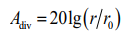 A_div = 20lg(r/r_0)